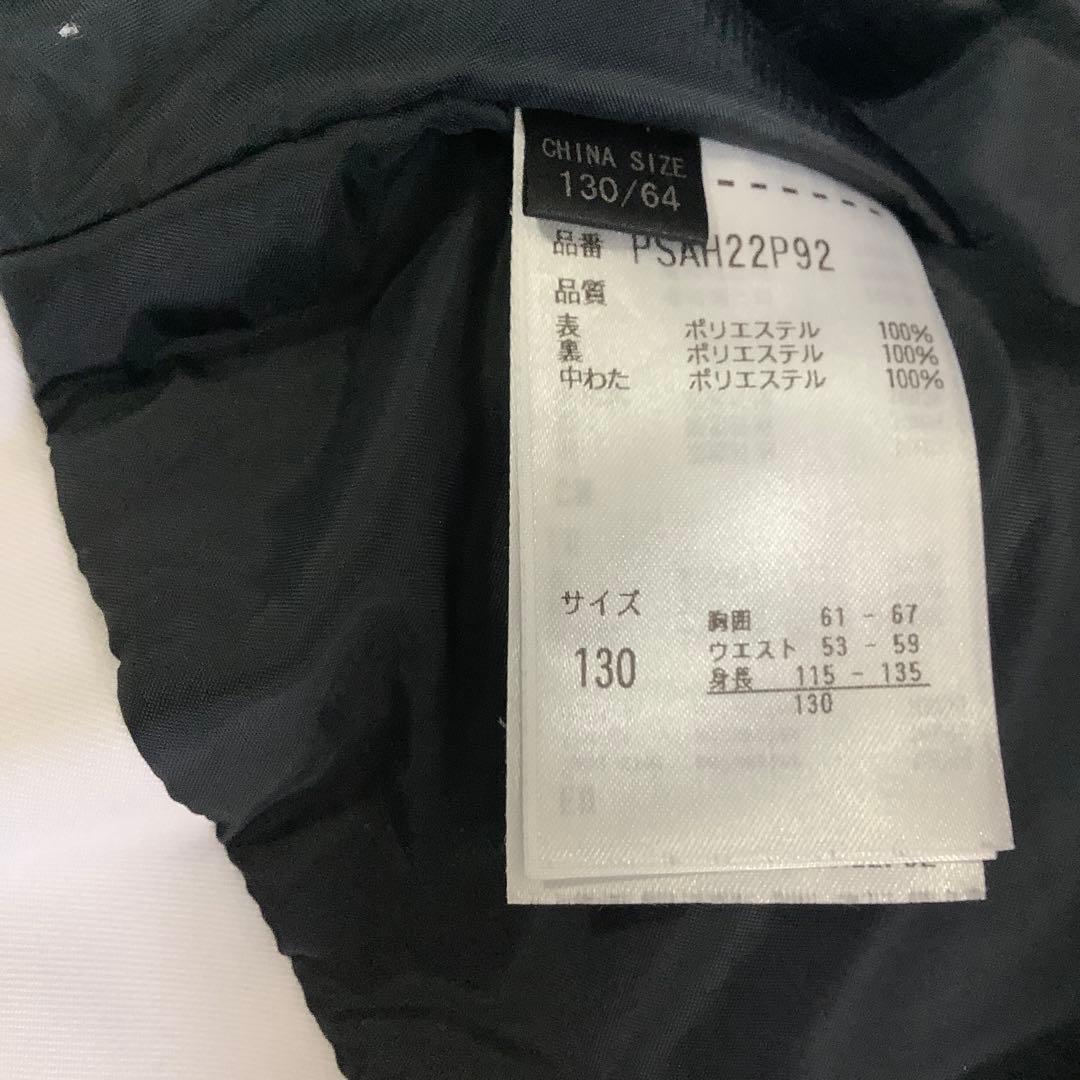 CHINA SIZE
130/64
品番 PSAH22P92
品質
表 ポリエステル 100%
裏 ポリエステル 100%
中わた ポリエステル 100%
サイズ
130
胸囲 61 - 67
ウエスト 53 - 59
身長 115 - 135
130